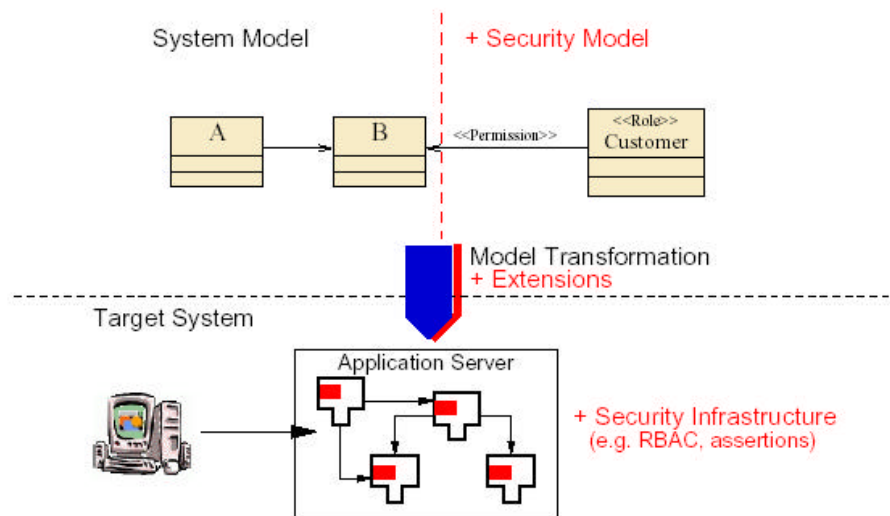 System Model
+ Security Model
A
B
<<Permission>>
<<Role>>
Customer
Model Transformation
+ Extensions
Target System
Application Server
+ Security Infrastructure
(e.g. RBAC, assertions)